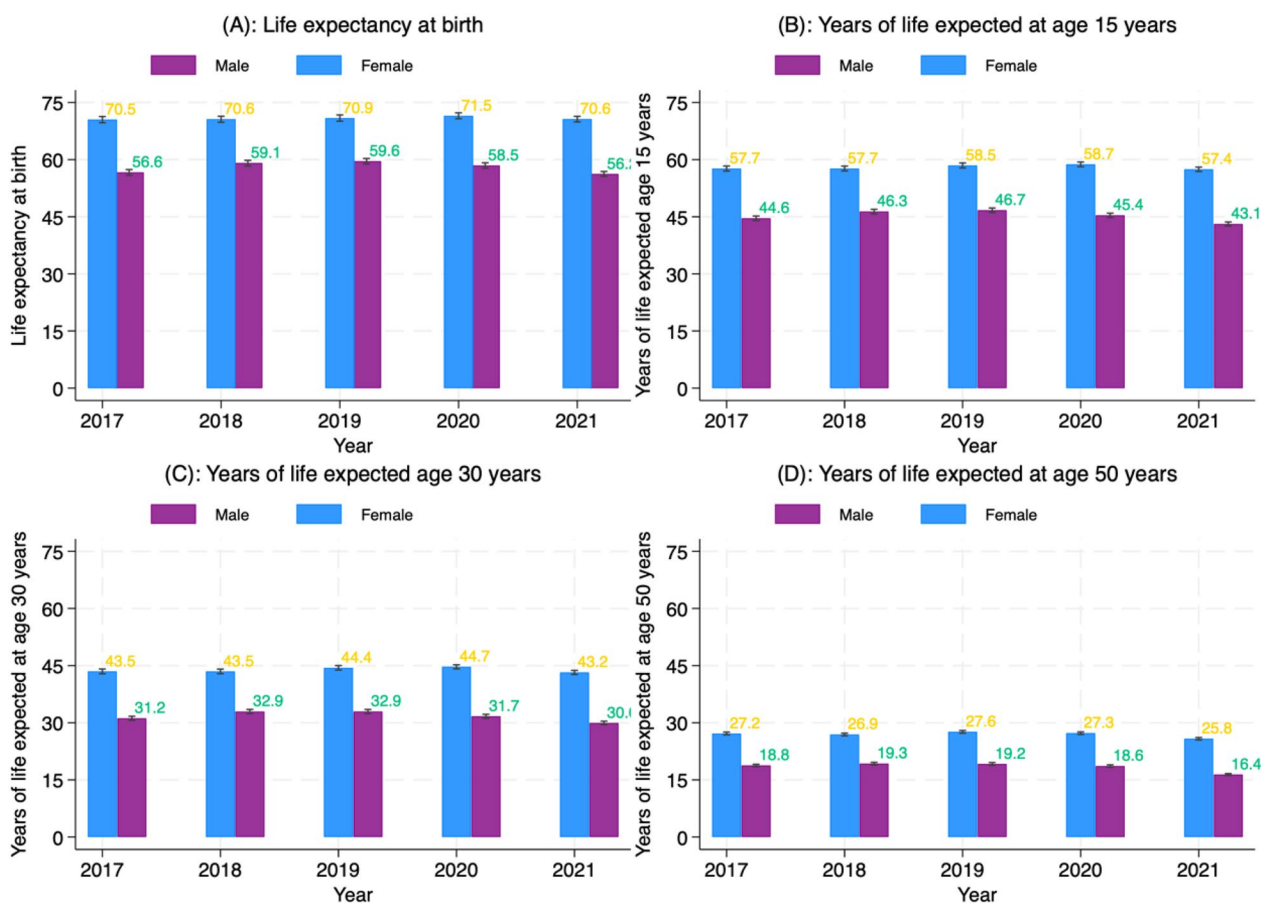 (A): Life expectancy at birth
Male Female
Life expectancy at birth
75
60
45
30
15
0
70.5 70.6 70.9 71.5 70.6
56.6 59.1 59.6 58.5
2017 2018 2019 2020 2021
Year
(B): Years of life expected at age 15 years
Male Female
Years of life expected age 15 years
75
60
45
30
15
0
57.7 57.7 58.5 58.7 57.4
44.6 46.3 46.7 45.4 43.1
2017 2018 2019 2020 2021
Year
(C): Years of life expected age 30 years
Male Female
Years of life expected at age 30 years
75
60
45
30
15
0
43.5 43.5 44.4 44.7 43.2
31.2 32.9 32.9 31.7
2017 2018 2019 2020 2021
Year
(D): Years of life expected at age 50 years
Male Female
Years of life expected at age 50 years
75
60
45
30
15
0
27.2 26.9 27.6 27.3 25.8
18.8 19.3 19.2 18.6 16.4
2017 2018 2019 2020 2021
Year